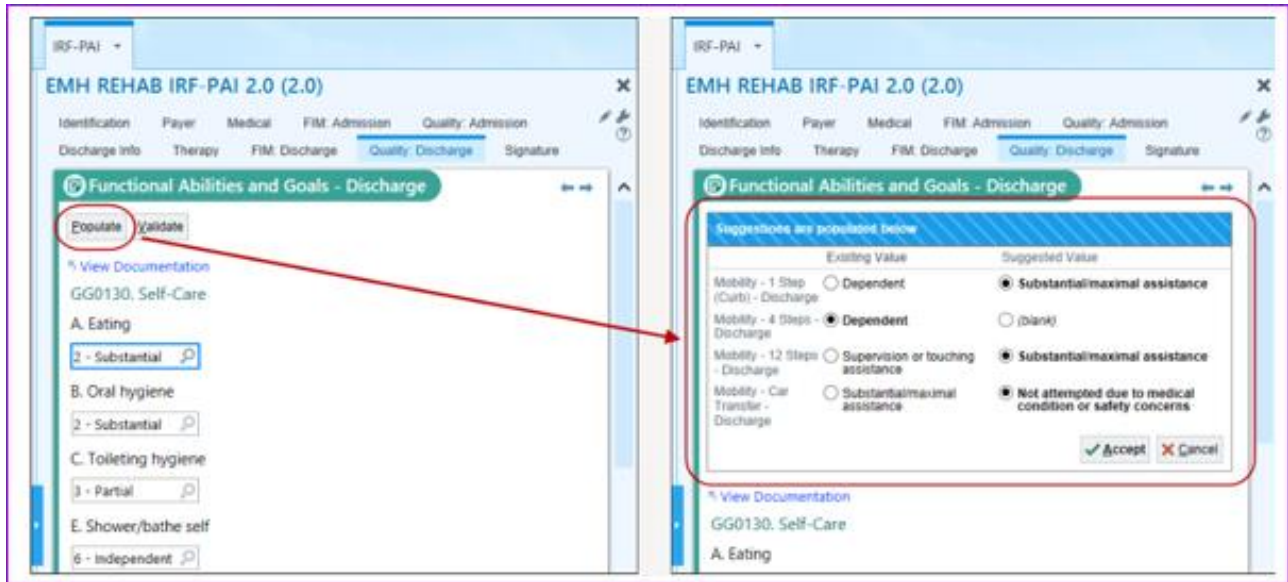 IRF-PAI
EMH REHAB IRF-PAI 2.0 (2.0)
Identification Payer Medical FIM: Admission Quality: Admission
Discharge Info Therapy FIM: Discharge Quality: Discharge Signature
Functional Abilities and Goals - Discharge
Populate Validate
View Documentation
GG0130. Self-Care
A. Eating
2 - Substantial
B. Oral hygiene
2 - Substantial
C. Toileting hygiene
3 - Partial
E. Shower/bathe self
6 - Independent
IRF-PAI
EMH REHAB IRF-PAI 2.0 (2.0)
Identification Payer Medical FIM: Admission Quality: Admission
Discharge Info Therapy FIM: Discharge Quality: Discharge Signature
Functional Abilities and Goals - Discharge
Suggestions are populated below
Existing Value Suggested Value
Mobility - 1 Step Dependent Substantial/maximal assistance
(Curb) - Discharge
Mobility - 4 Steps - Dependent (blank)
Discharge
Mobility - 12 Steps Supervision or touching Substantial/maximal assistance
- Discharge assistance
Mobility - Car Substantial/maximal Not attempted due to medical
Transfer - assistance condition or safety concerns
Discharge
Accept Cancel
View Documentation
GG0130. Self-Care
A. Eating